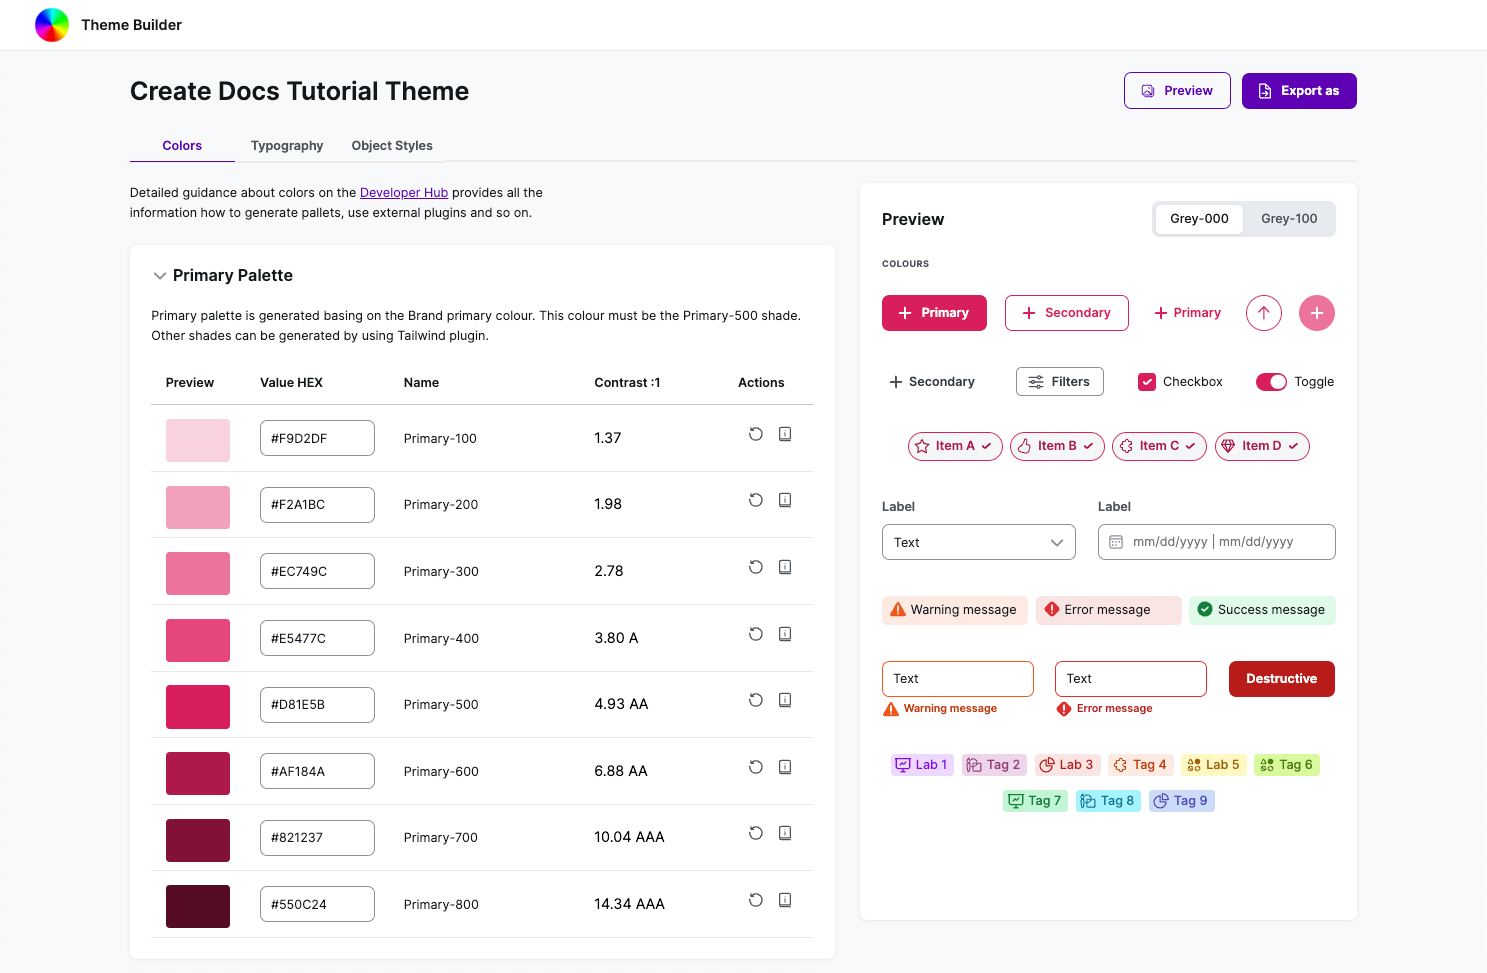 Theme Builder
Create Docs Tutorial Theme
Preview
Export as
Colors
Typography
Object Styles
Detailed guidance about colors on the Developer Hub provides all the
information how to generate pallets, use external plugins and so on.
Primary Palette
Primary palette is generated basing on the Brand primary colour. This colour must be the Primary-500 shade.
Other shades can be generated by using Tailwind plugin.
Preview Value HEX Name Contrast :1 Actions
#F9D2DF Primary-100 1.37
#F2A1BC Primary-200 1.98
#EC749C Primary-300 2.78
#E5477C Primary-400 3.80 A
#D81E5B Primary-500 4.93 AA
#AF184A Primary-600 6.88 AA
#821237 Primary-700 10.04 AAA
#550C24 Primary-800 14.34 AAA
Preview
Grey-000 Grey-100
COLOURS
Primary Secondary Primary
Secondary Filters Checkbox Toggle
Item A Item B Item C Item D
Label Label
Text mm/dd/yyyy | mm/dd/yyyy
Warning message Error message Success message
Text Text Destructive
Warning message Error message
Lab 1 Tag 2 Lab 3 Tag 4 Lab 5 Tag 6
Tag 7 Tag 8 Tag 9